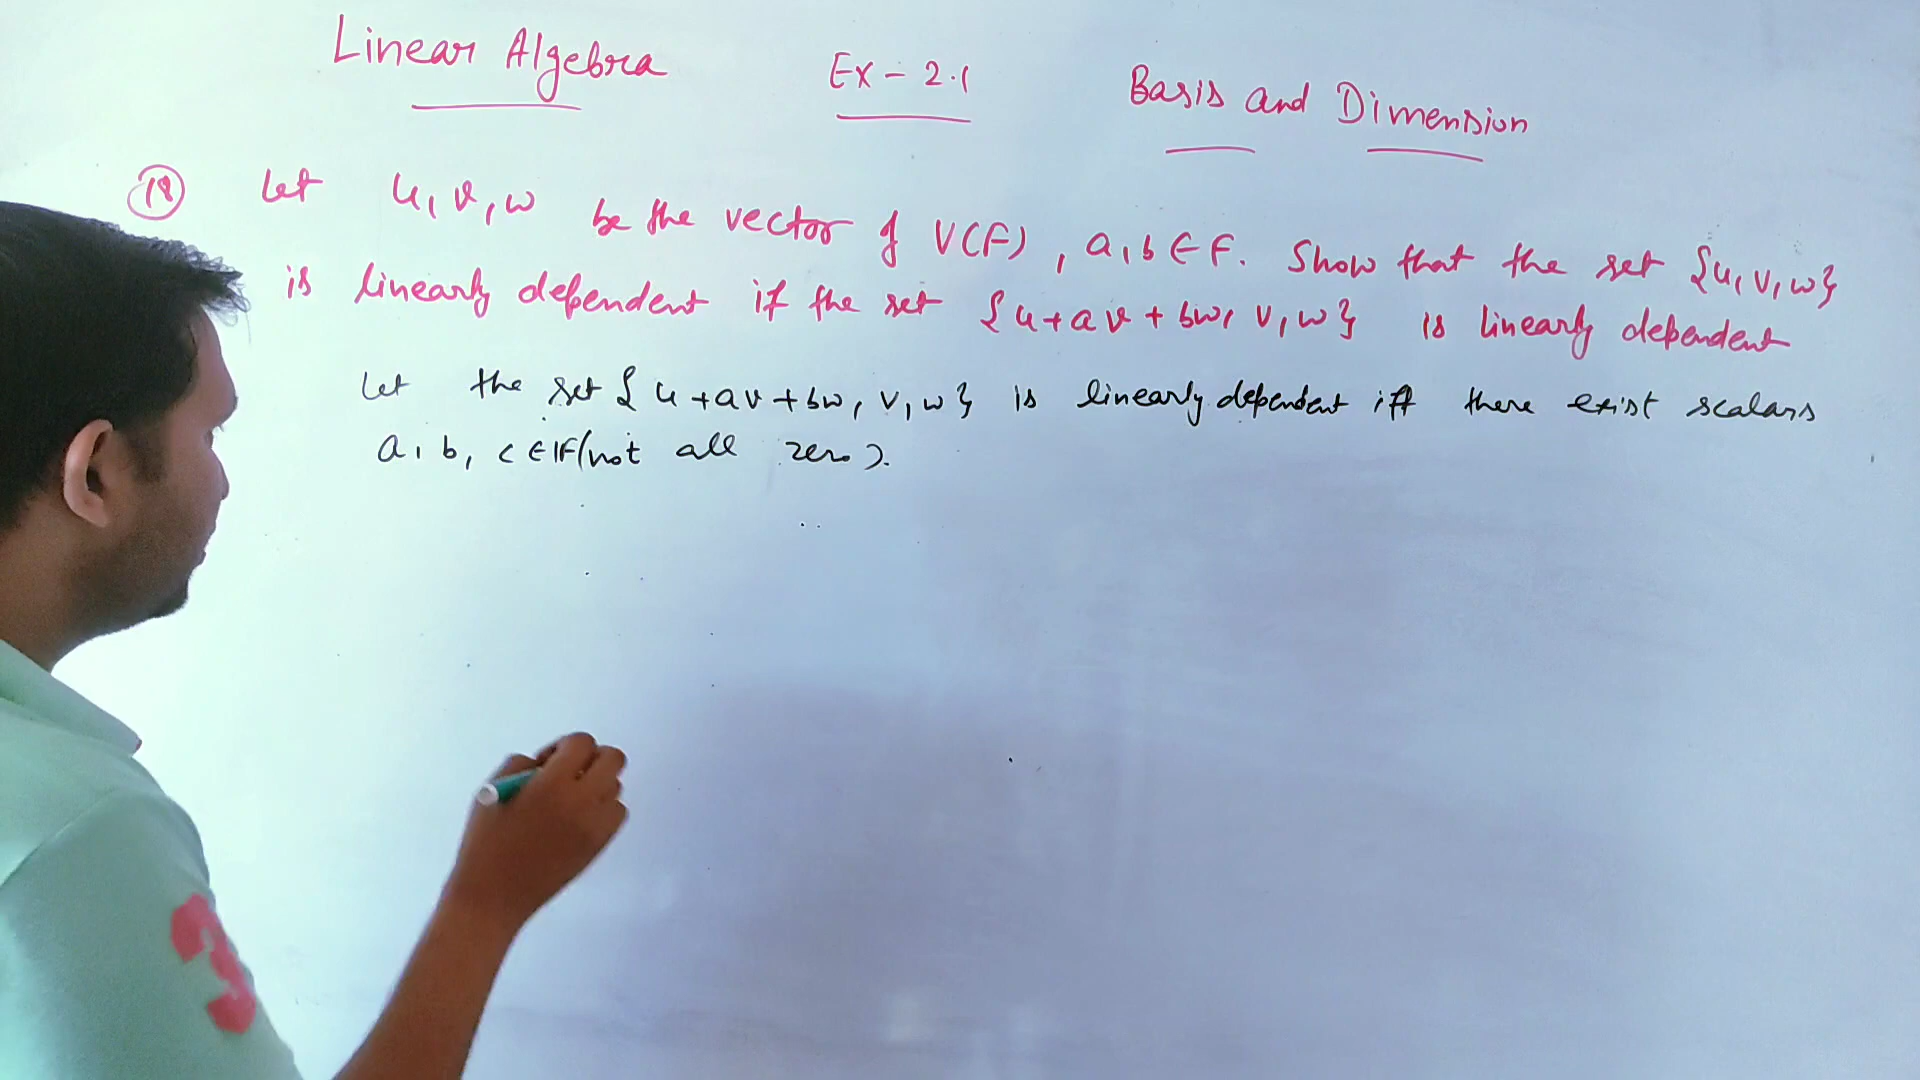 Linear Algebra Ex - 2.1 Basis and Dimension
18 Let u, v, w be the vector of V(F), a, b ∈ F. Show that the set {u, v, w}
is linearly dependent if the set {u + av + bw, v, w} is linearly dependent
Let the set { u + av + bw, v, w} is linearly dependent iff there exist scalars
a, b, c ∈ IF (not all zero).
3